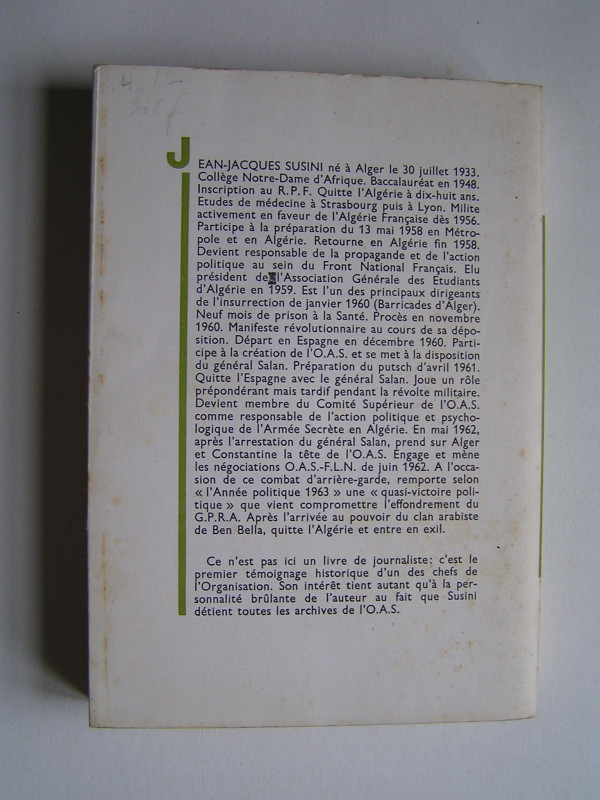 JEAN-JACQUES SUSINI né à Alger le 30 juillet 1933.
Collège Notre-Dame d'Afrique. Baccalauréat en 1948.
Inscription au R.P.F. Quitte l'Algérie à dix-huit ans.
Etudes de médecine à Strasbourg puis à Lyon. Milite
activement en faveur de l'Algérie Française dès 1956.
Participe à la préparation du 13 mai 1958 en Métro-
pole et en Algérie. Retourne en Algérie fin 1958.
Devient responsable de la propagande et de l'action
politique au sein du Front National Français. Elu
président de l'Association Générale des Etudiants
d'Algérie en 1959. Est l'un des principaux dirigeants
de l'insurrection de janvier 1960 (Barricades d'Alger).
Neuf mois de prison à la Santé. Procès en novembre
1960. Manifeste révolutionnaire au cours de sa dépo-
sition. Départ en Espagne en décembre 1960. Parti-
cipe à la création de l'O.A.S. et se met à la disposition
du général Salan. Préparation du putsch d'avril 1961.
Quitte l'Espagne avec le général Salan. Joue un rôle
prépondérant mais tardif pendant la révolte militaire.
Devient membre du Comité Supérieur de l'O.A.S.
comme responsable de l'action politique et psycho-
logique de l'Armée Secrète en Algérie. En mai 1962,
après l'arrestation du général Salan, prend sur Alger
et Constantine la tête de l'O.A.S. Engage et mène
les négociations O.A.S.-F.L.N. de juin 1962. A l'occa-
sion de ce combat d'arrière-garde, remporte selon
« l'Année politique 1963 » une « quasi-victoire poli-
tique » que vient compromettre l'effondrement du
G.P.R.A. Après l'arrivée au pouvoir du clan arabiste
de Ben Bella, quitte l'Algérie et entre en exil.
Ce n'est pas ici un livre de journaliste: c'est le
premier témoignage historique d'un des chefs de
l'Organisation. Son intérêt tient autant qu'à la per-
sonnalité brûlante de l'auteur au fait que Susini
détient toutes les archives de l'O.A.S.